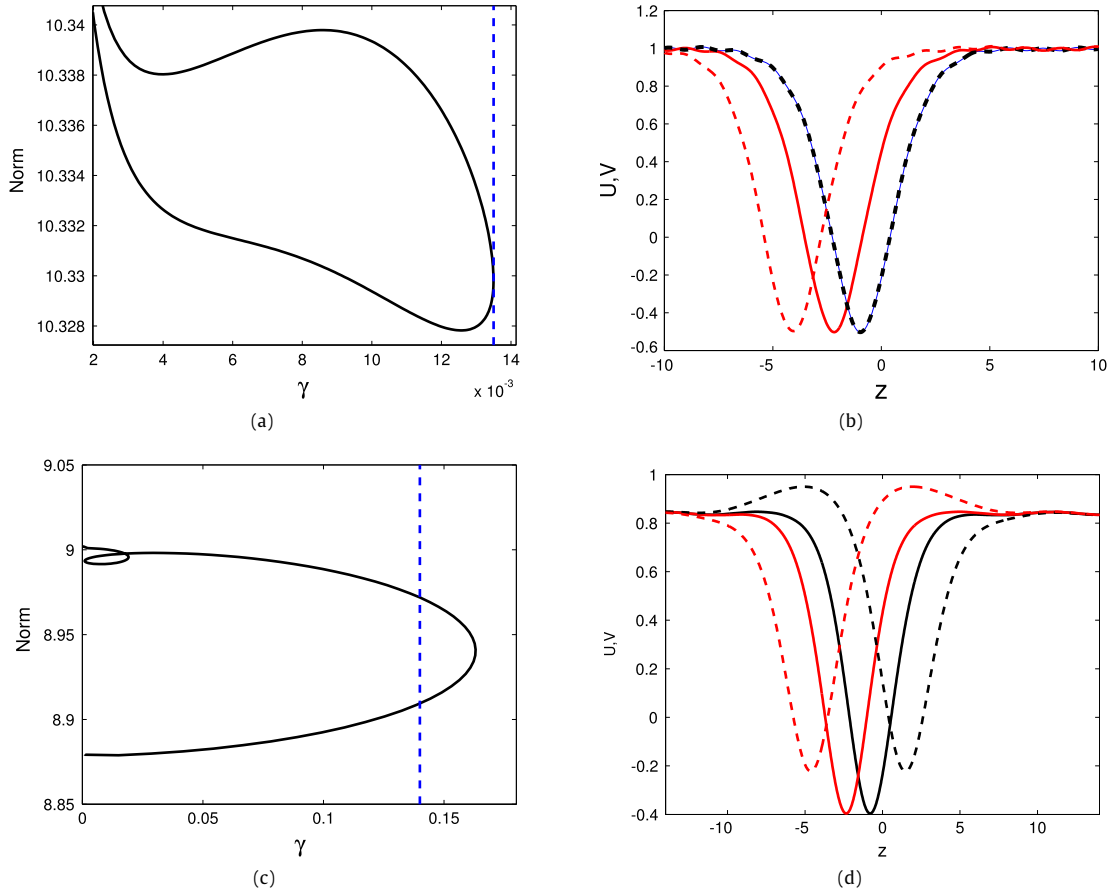 10.34
10.338
10.336
10.334
10.332
10.33
10.328
Norm
2 4 6 8 10 12 14
γ
x 10⁻³
(a)
1.2
1
0.8
0.6
0.4
0.2
0
-0.2
-0.4
-0.6
U,V
-10 -5 0 5 10
z
(b)
9.05
9
8.95
8.9
8.85
Norm
0 0.05 0.1 0.15
γ
(c)
1
0.8
0.6
0.4
0.2
0
-0.2
-0.4
U,V
-10 -5 0 5 10
z
(d)